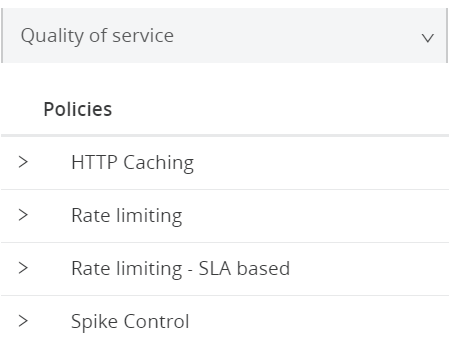 Quality of service
Policies
HTTP Caching
Rate limiting
Rate limiting - SLA based
Spike Control